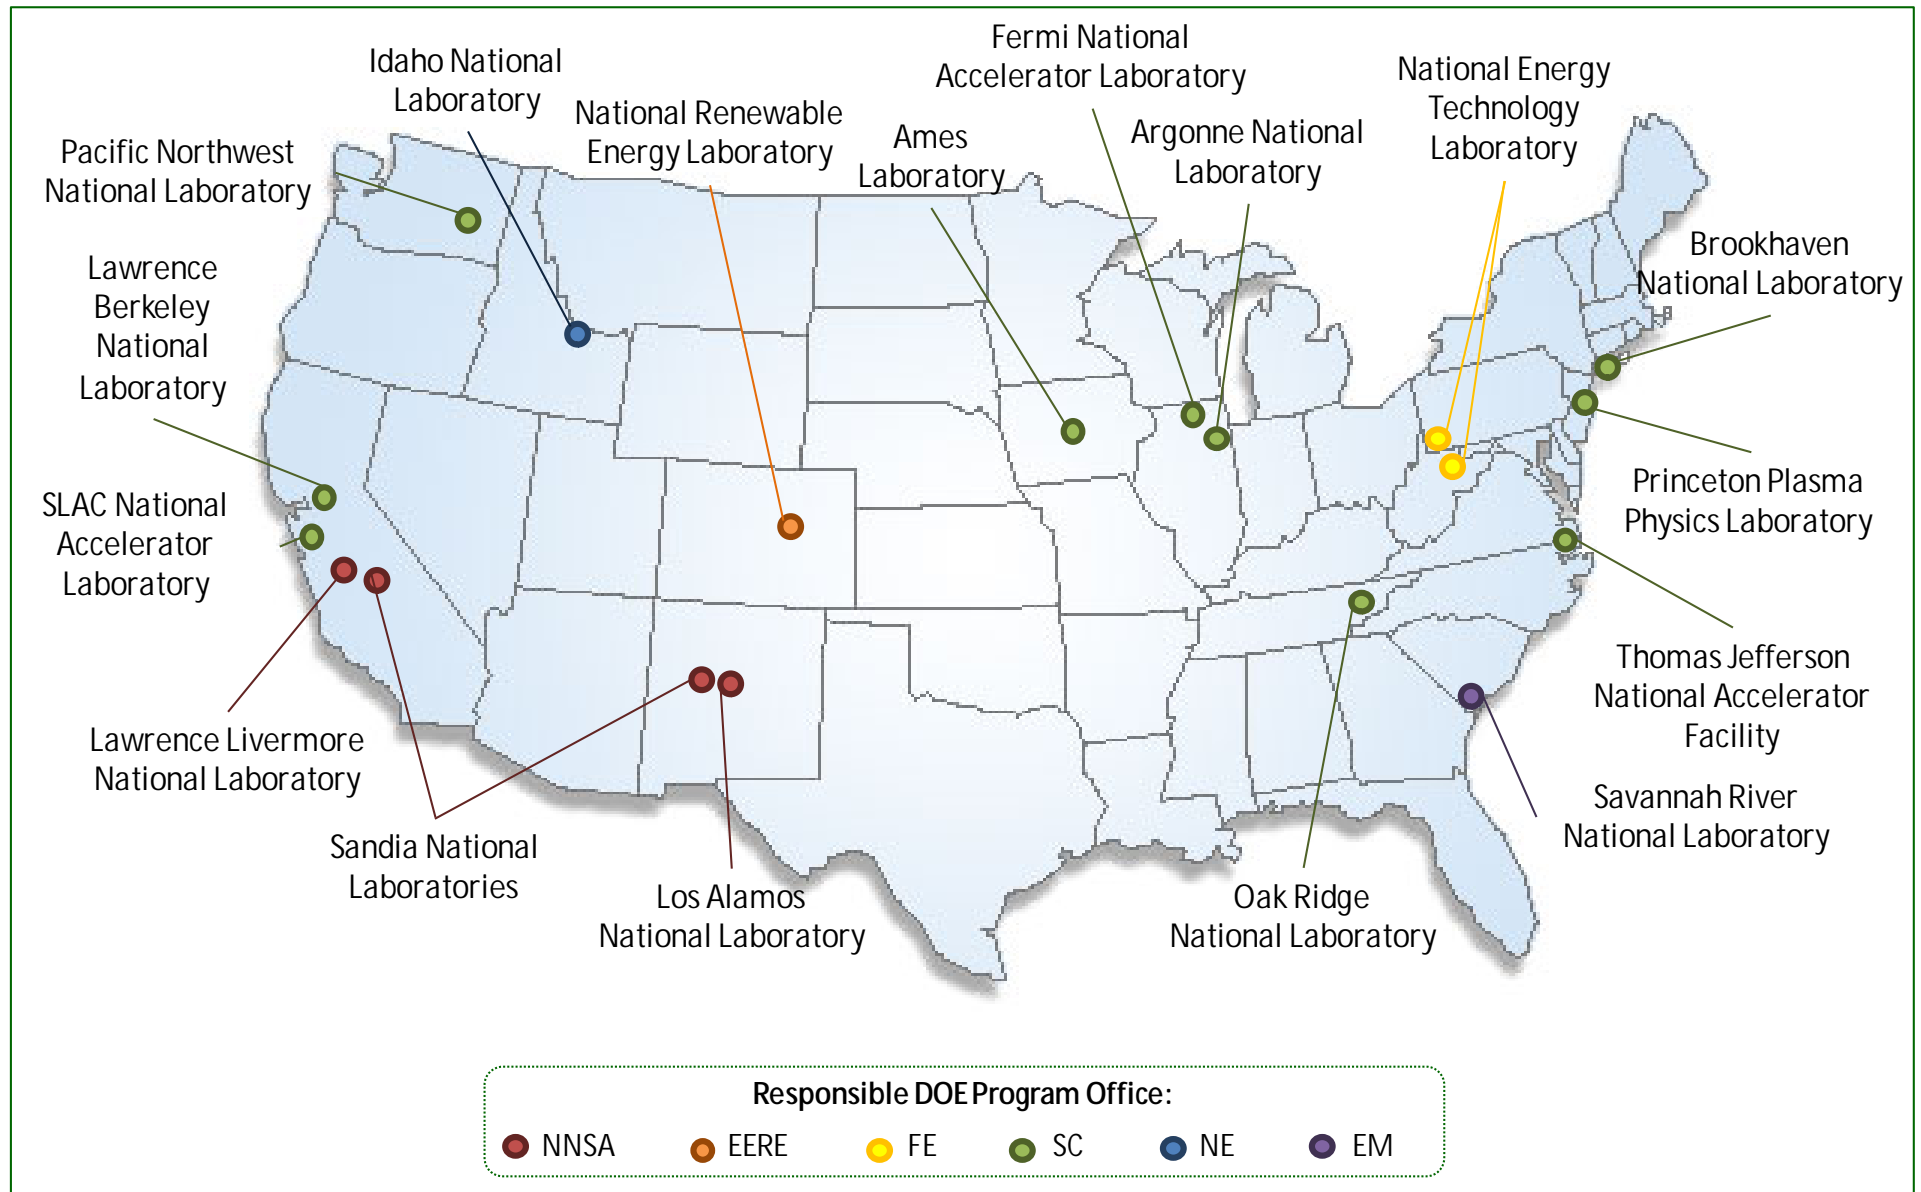 Fermi National
Accelerator Laboratory
Idaho National
Laboratory
National Energy
Technology
Laboratory
National Renewable
Energy Laboratory
Ames
Laboratory
Argonne National
Laboratory
Pacific Northwest
National Laboratory
Brookhaven
National Laboratory
Lawrence
Berkeley
National
Laboratory
SLAC National
Accelerator
Laboratory
Princeton Plasma
Physics Laboratory
Thomas Jefferson
National Accelerator
Facility
Lawrence Livermore
National Laboratory
Savannah River
National Laboratory
Sandia National
Laboratories
Los Alamos
National Laboratory
Oak Ridge
National Laboratory
Responsible DOE Program Office:
NNSA EERE FE SC NE EM